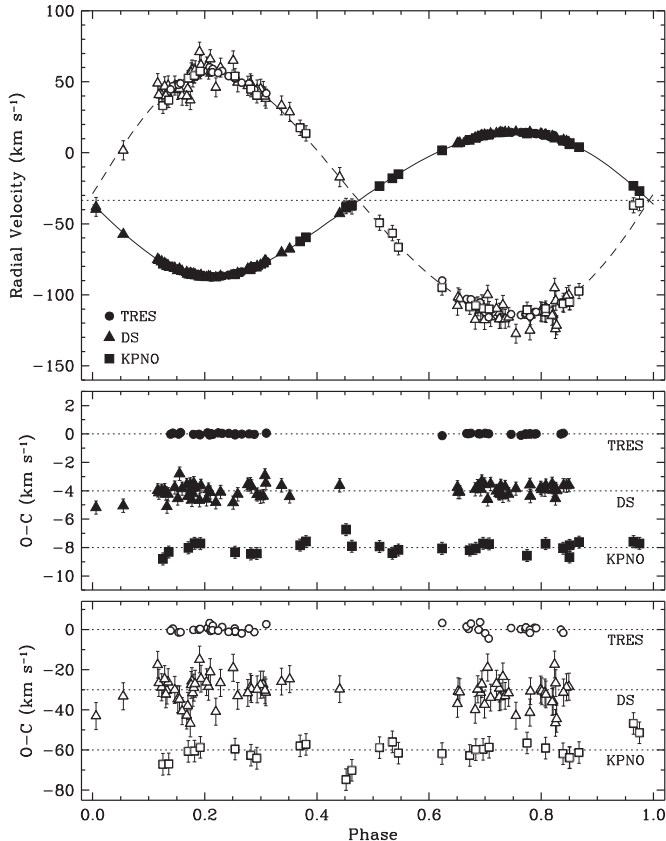 100
50
0
−50
−100
−150
Radial Velocity (km s⁻¹)
TRES
DS
KPNO
2
0
−2
−4
−6
−8
−10
O−C (km s⁻¹)
TRES
DS
KPNO
0
−20
−40
−60
−80
O−C (km s⁻¹)
TRES
DS
KPNO
0.0 0.2 0.4 0.6 0.8 1.0
Phase